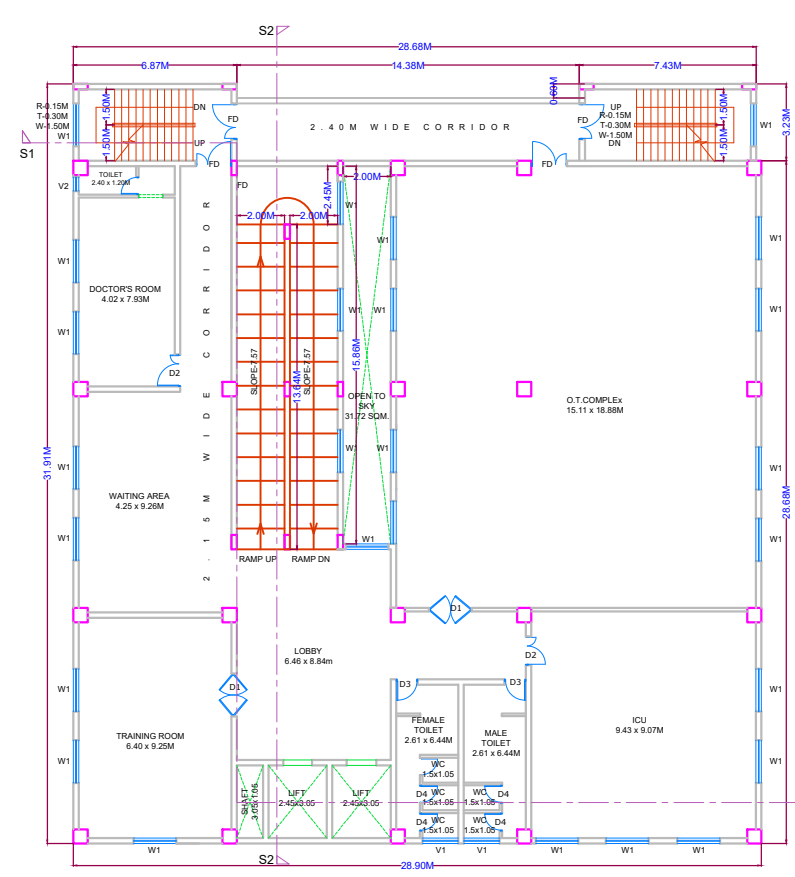 S2
28.68M
6.87M
14.38M
7.43M
R-0.15M
T-0.30M
W-1.50M
W1
1.50M
1.50M
DN
UP
FD
2.40M WIDE CORRIDOR
0.60M
FD
UP
R-0.15M
T-0.30M
W-1.50M
DN
1.50M
1.50M
W1
3.23M
S1
FD
FD
TOILET
2.40 x 1.20M
V2
FD
2.00M
2.00M
2.45M
2.00M
W1
W1
W1
W1
W1
DOCTOR'S ROOM
4.02 x 7.93M
W1
W1
W1
W1
D2
2.15M WIDE CORRIDOR
SLOPE-7.57
SLOPE-7.57
13.64M
15.86M
OPEN TO
SKY
31.72 SQM.
O.T.COMPLEx
15.11 x 18.88M
31.91M
W1
W1
W1
W1
WAITING AREA
4.25 x 9.26M
28.68M
W1
W1
W1
RAMP UP
RAMP DN
D1
LOBBY
6.46 x 8.84m
D2
D1
D3
D3
W1
W1
TRAINING ROOM
6.40 x 9.25M
FEMALE
TOILET
2.61 x 6.44M
MALE
TOILET
2.61 x 6.44M
ICU
9.43 x 9.07M
W1
W1
WC
1.5x1.05
SHAFT
3.05x1.05
LIFT
2.45x3.05
LIFT
2.45x3.05
D4
WC
1.5x1.05
WC
1.5x1.05
D4
D4
WC
1.5x1.05
WC
1.5x1.05
D4
W1
S2
V1
V1
W1
W1
W1
28.90M